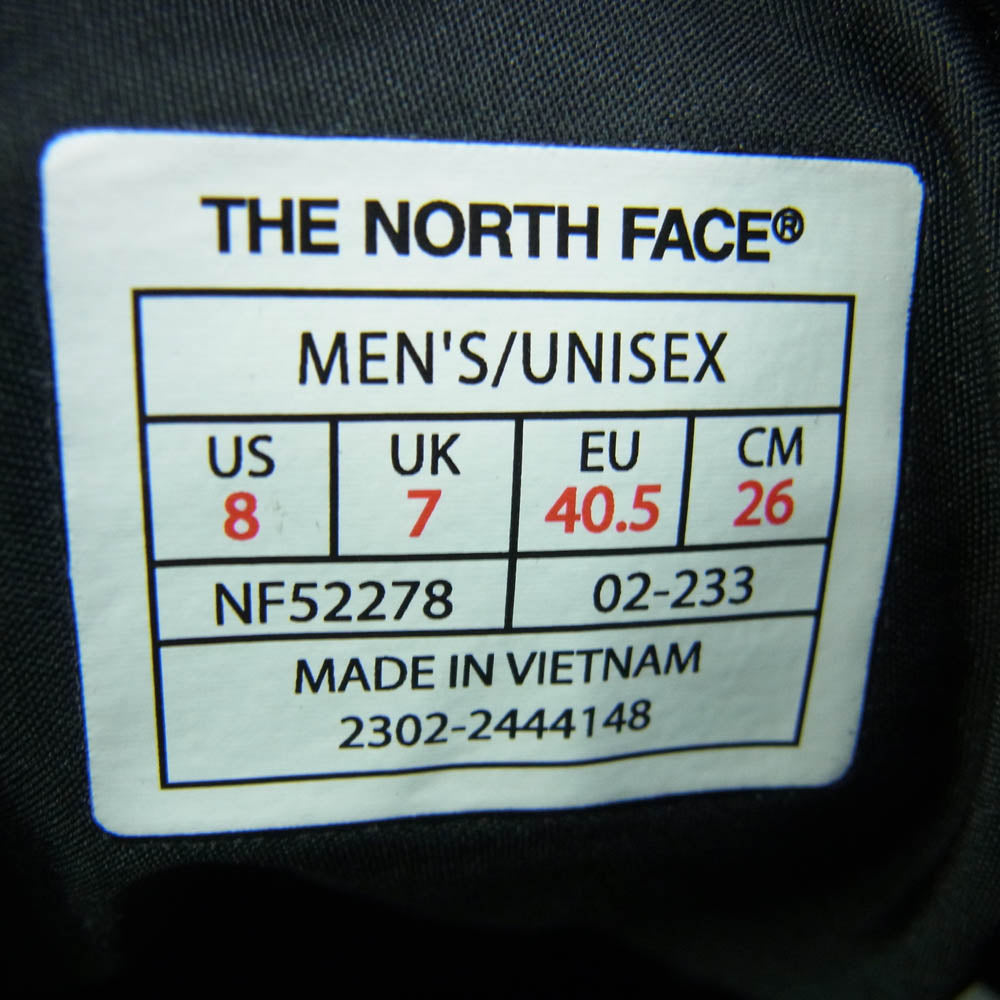 THE NORTH FACE®
MEN'S/UNISEX
US UK EU CM
8 7 40.5 26
NF52278 02-233
MADE IN VIETNAM
2302-2444148